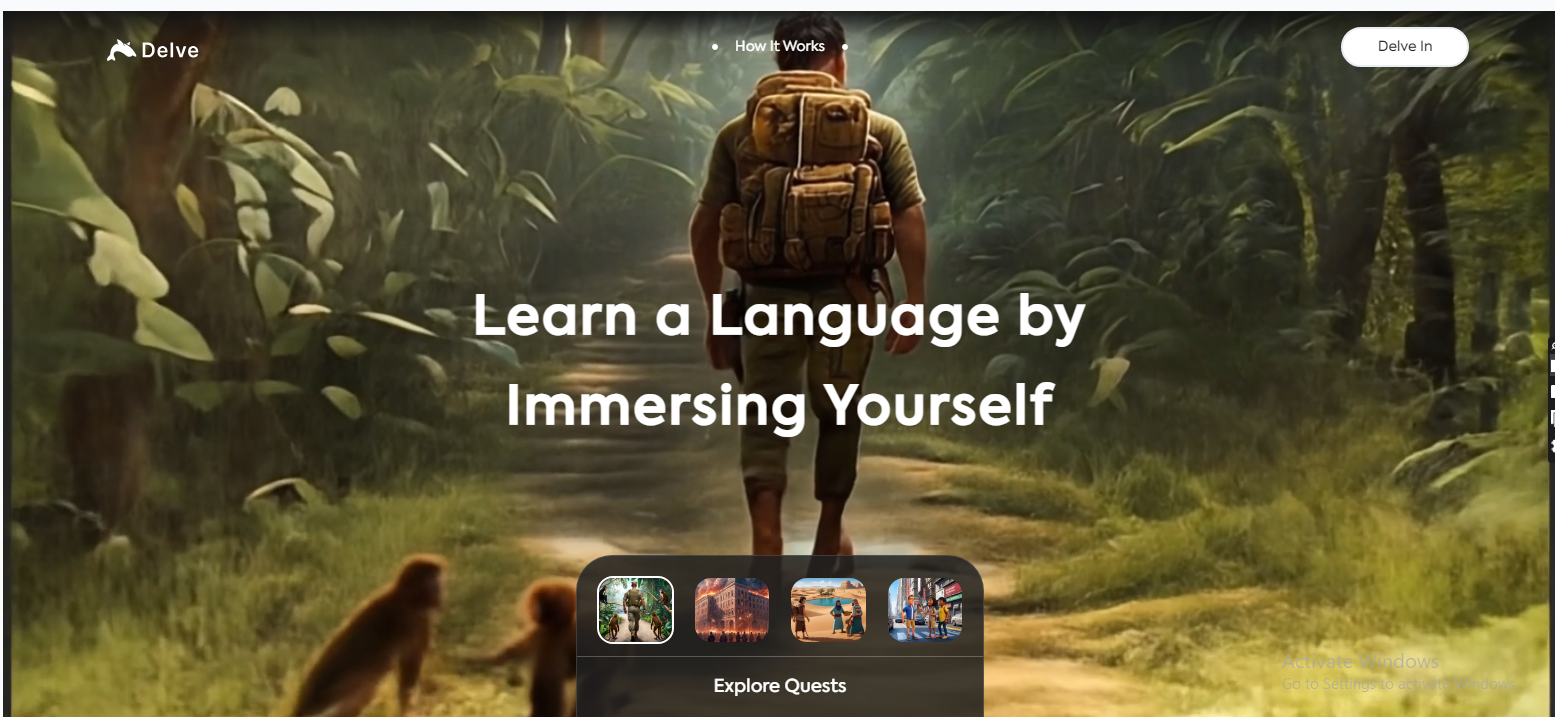 Delve
How It Works
Delve In
Learn a Language by
Immersing Yourself
Explore Quests
Activate Windows
Go to Settings to activate Windows.